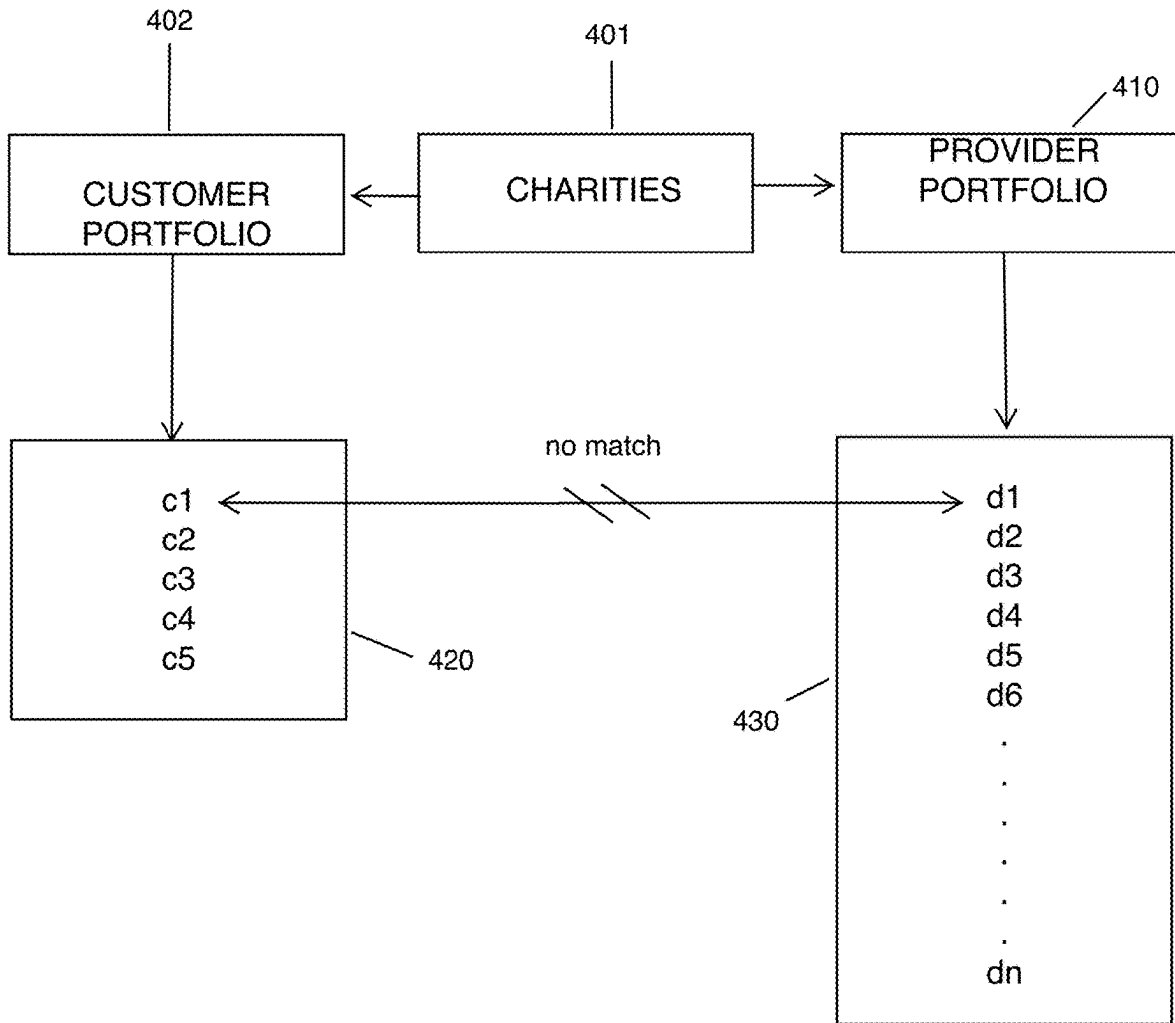 402
401
410
CUSTOMER
PORTFOLIO
CHARITIES
PROVIDER
PORTFOLIO
no match
c1
c2
c3
c4
c5
420
d1
d2
d3
d4
d5
d6
.
.
.
.
.
.
dn
430